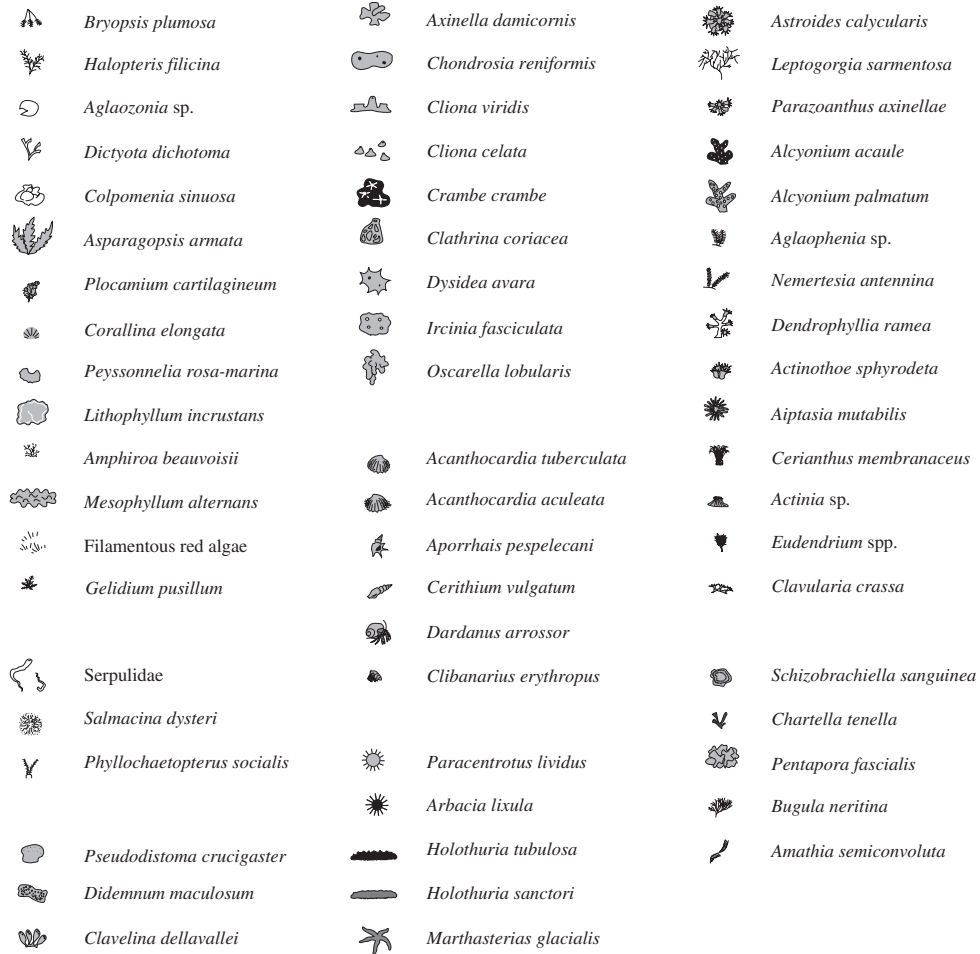 Bryopsis plumosa
Halopteris filicina
Aglaozonia sp.
Dictyota dichotoma
Colpomenia sinuosa
Asparagopsis armata
Plocamium cartilagineum
Corallina elongata
Peyssonnelia rosa-marina
Lithophyllum incrustans
Amphiroa beauvoisii
Mesophyllum alternans
Filamentous red algae
Gelidium pusillum
Serpulidae
Salmacina dysteri
Phyllochaetopterus socialis
Pseudodistoma crucigaster
Didemnum maculosum
Clavelina dellavallei
Axinella damicornis
Chondrosia reniformis
Cliona viridis
Cliona celata
Crambe crambe
Clathrina coriacea
Dysidea avara
Ircinia fasciculata
Oscarella lobularis
Acanthocardia tuberculata
Acanthocardia aculeata
Aporrhais pespelecani
Cerithium vulgatum
Dardanus arrossor
Clibanarius erythropus
Paracentrotus lividus
Arbacia lixula
Holothuria tubulosa
Holothuria sanctori
Marthasterias glacialis
Astroides calycularis
Leptogorgia sarmentosa
Parazoanthus axinellae
Alcyonium acaule
Alcyonium palmatum
Aglaophenia sp.
Nemertesia antennina
Dendrophyllia ramea
Actinothoe sphyrodeta
Aiptasia mutabilis
Cerianthus membranaceus
Actinia sp.
Eudendrium spp.
Clavularia crassa
Schizobrachiella sanguinea
Chartella tenella
Pentapora fascialis
Bugula neritina
Amathia semiconvoluta